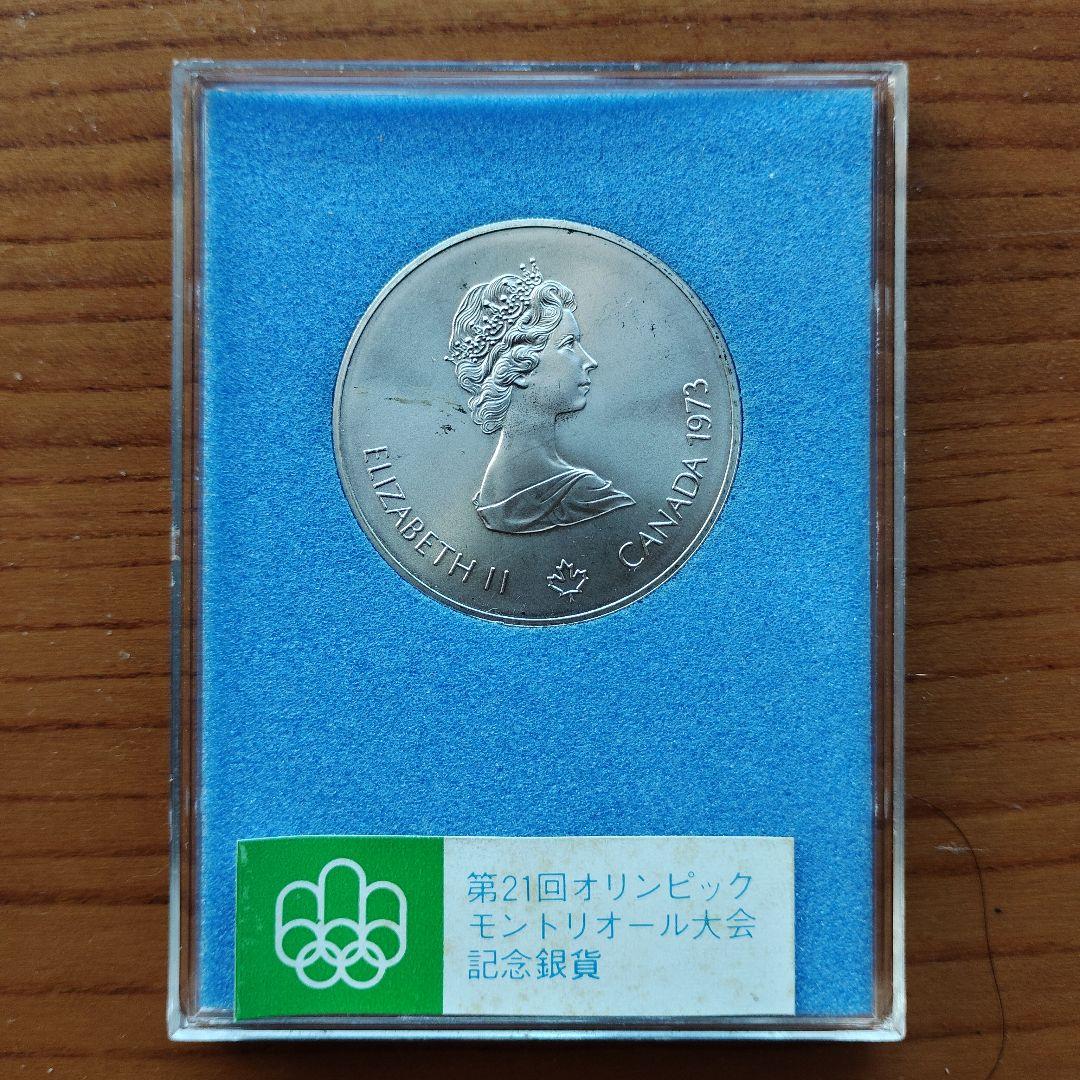 ELIZABETH II
CANADA 1973
第21回オリンピック
モントリオール大会
記念銀貨